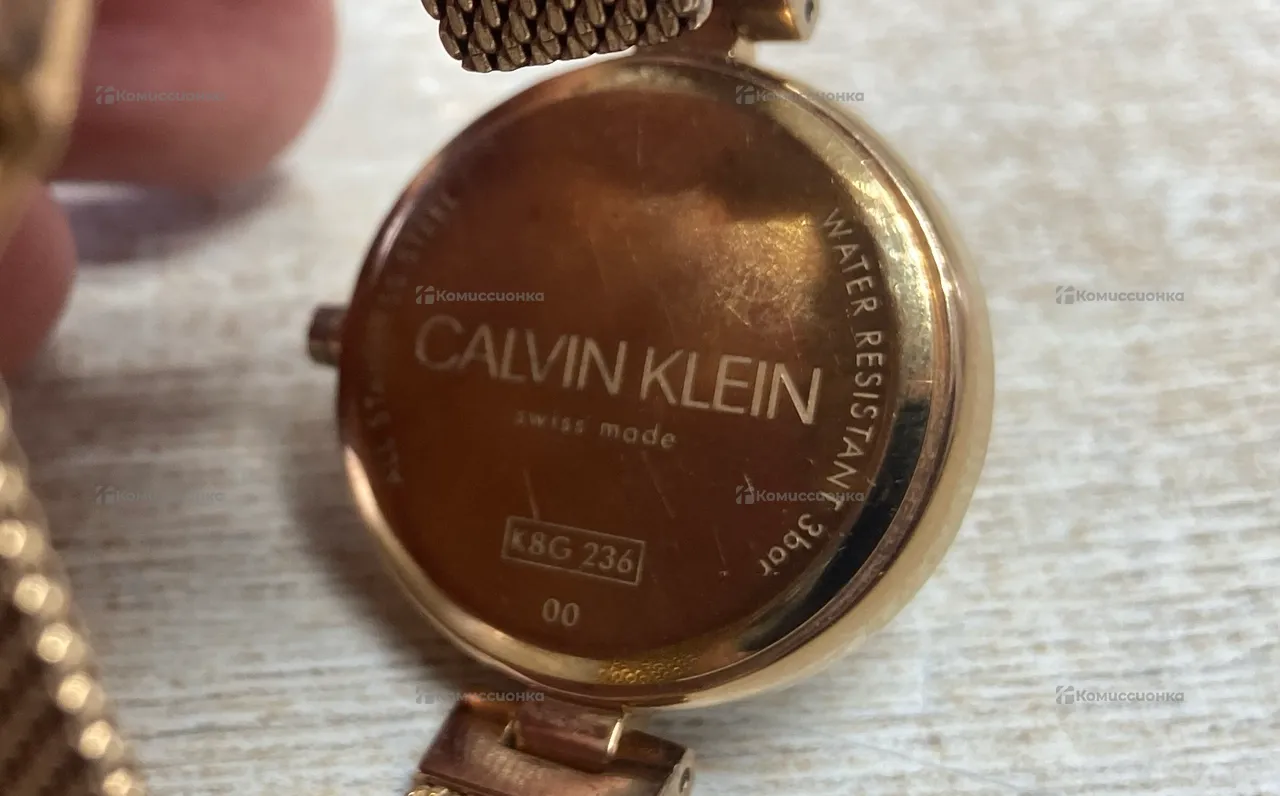 CALVIN KLEIN
swiss made
K8G 236
00
WATER RESISTANT 3bar
Комиссионка
Комиссионка
Комиссионка
Комиссионка
Комиссионка
Комиссионка
Комиссионка
Комиссионка